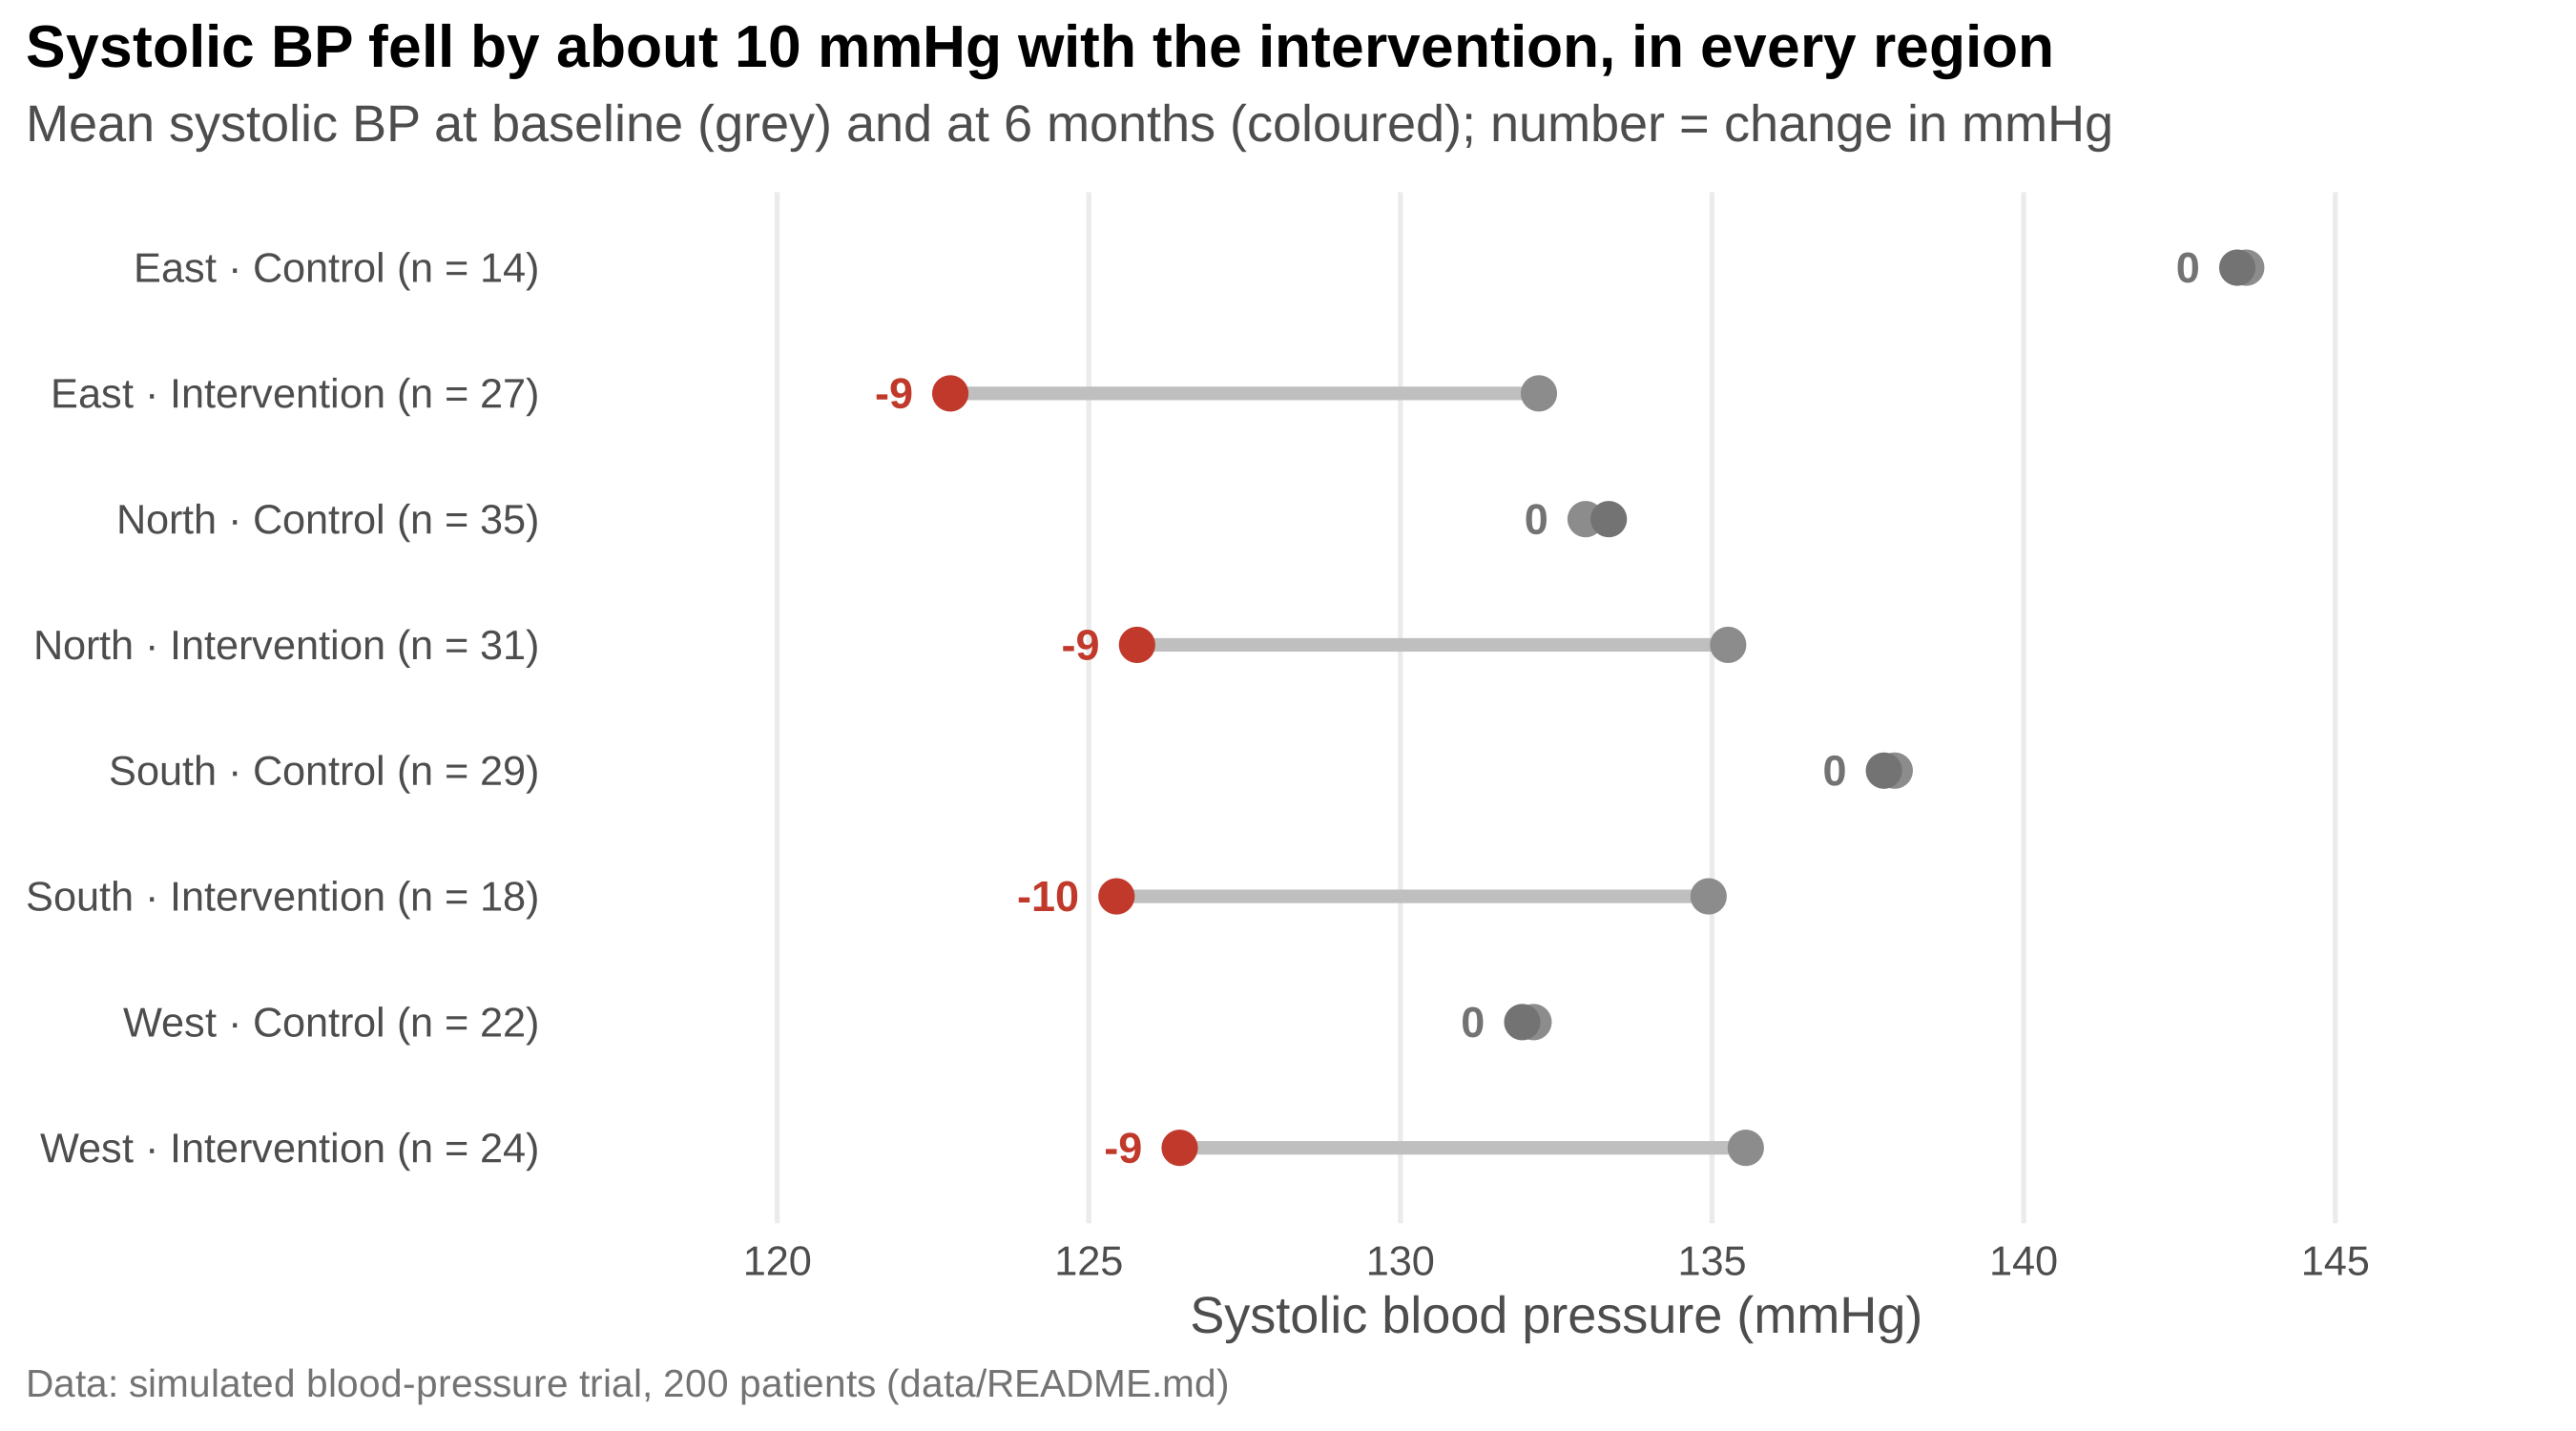 Systolic BP fell by about 10 mmHg with the intervention, in every region
Mean systolic BP at baseline (grey) and at 6 months (coloured); number = change in mmHg
East · Control (n = 14)
0
East · Intervention (n = 27)
-9
North · Control (n = 35)
0
North · Intervention (n = 31)
-9
South · Control (n = 29)
0
South · Intervention (n = 18)
-10
West · Control (n = 22)
0
West · Intervention (n = 24)
-9
120 125 130 135 140 145
Systolic blood pressure (mmHg)
Data: simulated blood-pressure trial, 200 patients (data/README.md)